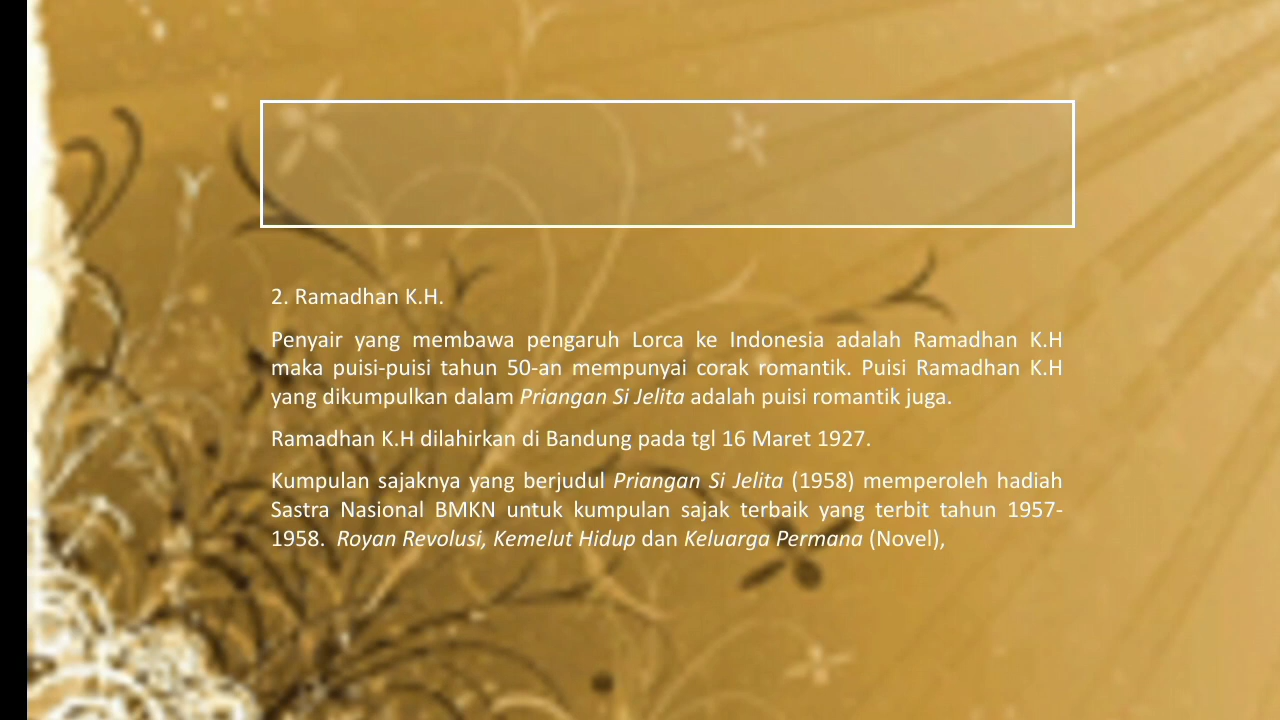 2. Ramadhan K.H.
Penyair yang membawa pengaruh Lorca ke Indonesia adalah Ramadhan K.H
maka puisi-puisi tahun 50-an mempunyai corak romantik. Puisi Ramadhan K.H
yang dikumpulkan dalam Priangan Si Jelita adalah puisi romantik juga.
Ramadhan K.H dilahirkan di Bandung pada tgl 16 Maret 1927.
Kumpulan sajaknya yang berjudul Priangan Si Jelita (1958) memperoleh hadiah
Sastra Nasional BMKN untuk kumpulan sajak terbaik yang terbit tahun 1957-
1958. Royan Revolusi, Kemelut Hidup dan Keluarga Permana (Novel),